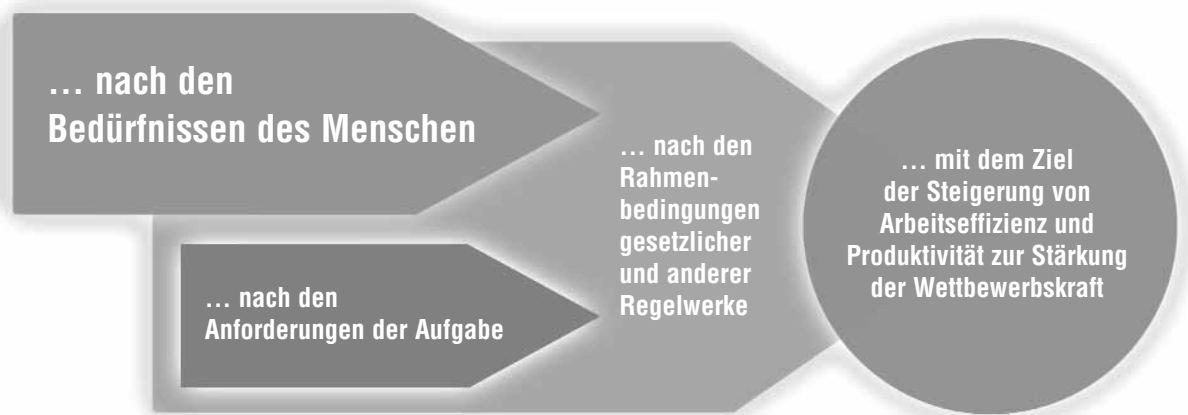 … nach den
Bedürfnissen des Menschen
… nach den
Anforderungen der Aufgabe
… nach den
Rahmen-
bedingungen
gesetzlicher
und anderer
Regelwerke
… mit dem Ziel
der Steigerung von
Arbeitseffizienz und
Produktivität zur Stärkung
der Wettbewerbskraft